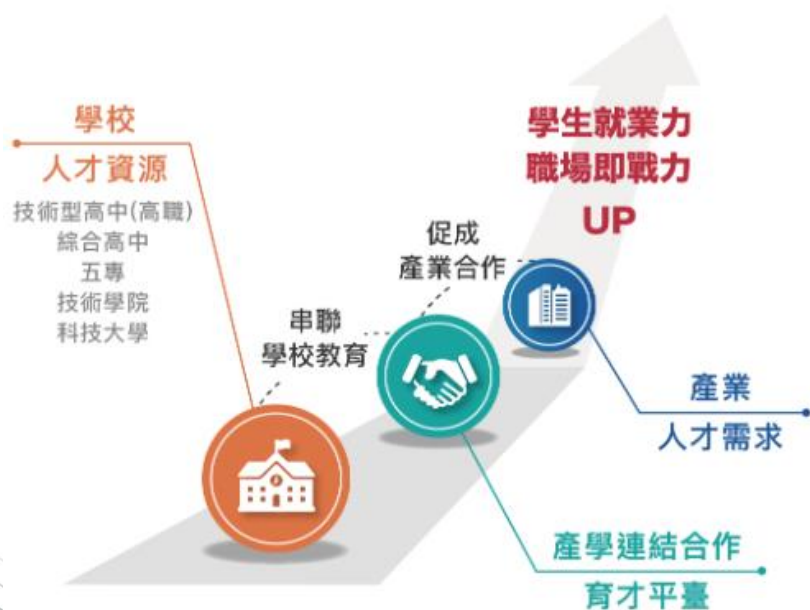 學校
人才資源
技術型高中(高職)
綜合高中
五專
技術學院
科技大學
串聯
學校教育
促成
產業合作
學生就業力
職場即戰力
UP
產業
人才需求
產學連結合作
育才平臺